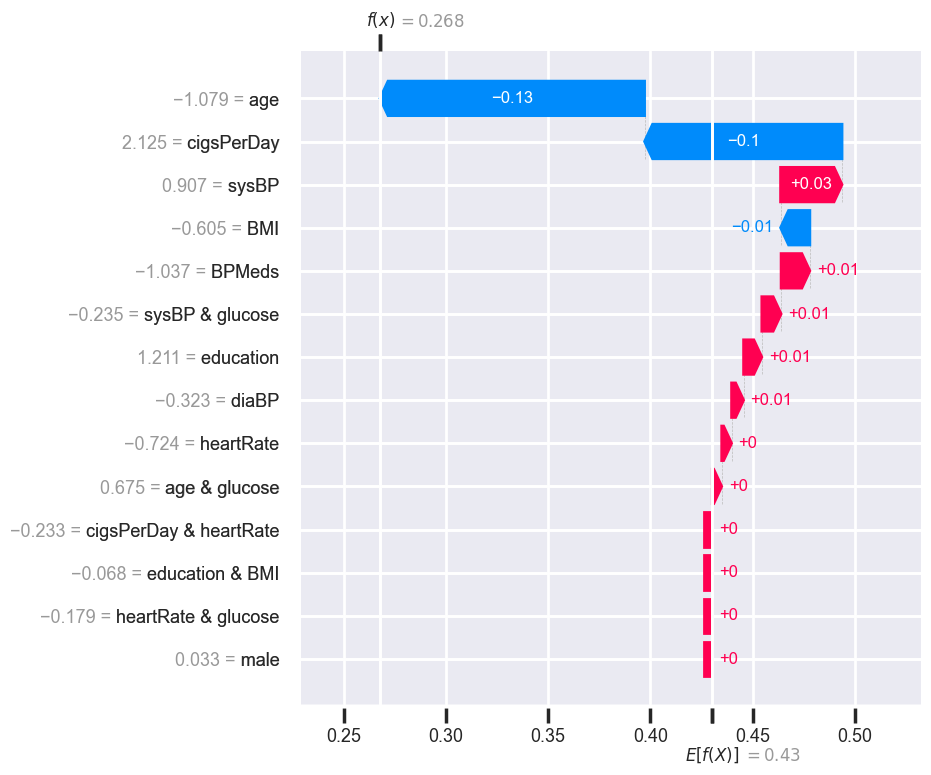 f(x) = 0.268
−1.079 = age
−0.13
2.125 = cigsPerDay
−0.1
0.907 = sysBP
+0.03
−0.605 = BMI
−0.01
−1.037 = BPMeds
+0.01
−0.235 = sysBP & glucose
+0.01
1.211 = education
+0.01
−0.323 = diaBP
+0.01
−0.724 = heartRate
+0
0.675 = age & glucose
+0
−0.233 = cigsPerDay & heartRate
+0
−0.068 = education & BMI
+0
−0.179 = heartRate & glucose
+0
0.033 = male
+0
0.25 0.30 0.35 0.40 0.45 0.50
E[f(X)] = 0.43